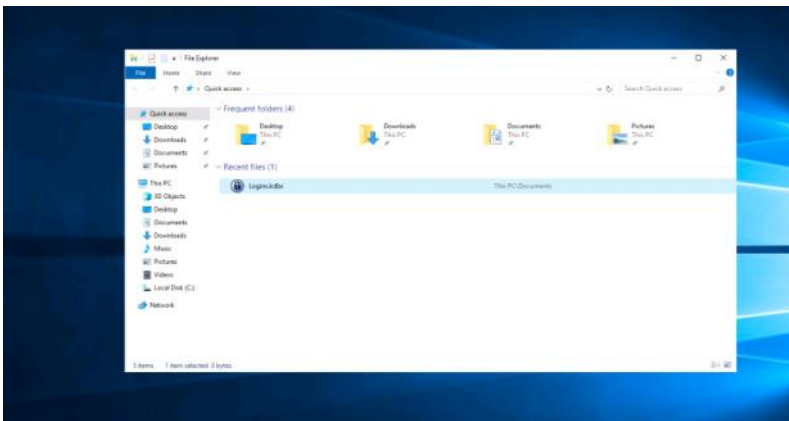 File Explorer
File Home Share View
Quick access
Search Quick access
Quick access
Desktop
Downloads
Documents
Pictures
This PC
3D Objects
Desktop
Documents
Downloads
Music
Pictures
Videos
Local Disk (C:)
Network
Frequent folders (4)
Desktop
This PC
Downloads
This PC
Documents
This PC
Pictures
This PC
Recent files (1)
Logins.kdbx This PC\Documents
5 items 1 item selected 0 bytes